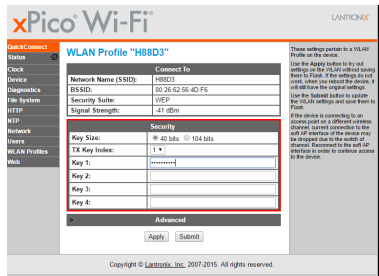 xPico® Wi-Fi®
LANTRONIX®
QuickConnect
Status
Clock
Device
Diagnostics
File System
HTTP
NTP
Network
Users
WLAN Profiles
Web
WLAN Profile "H88D3"
Connect To
Network Name (SSID): H88D3
BSSID: 00:26:62:56:4D:F6
Security Suite: WEP
Signal Strength: -41 dBm
Security
Key Size: 40 bits 104 bits
TX Key Index: 1
Key 1: ••••••••••
Key 2:
Key 3:
Key 4:
Advanced
Apply Submit
These settings pertain to a WLAN
Profile on the device.
Use the Apply button to try out
settings on the WLAN without saving
them to Flash. If the settings do not
work, when you reboot the device, it
will still have the original settings.
Use the Submit button to update
the WLAN settings and save them to
Flash.
If the device is connecting to an
access point on a different wireless
channel, current connection to the
soft AP interface of the device may
be dropped due to the switch of
channel. Reconnect to the soft AP
interface in order to continue access
to the device.
Copyright © Lantronix, Inc. 2007-2015. All rights reserved.